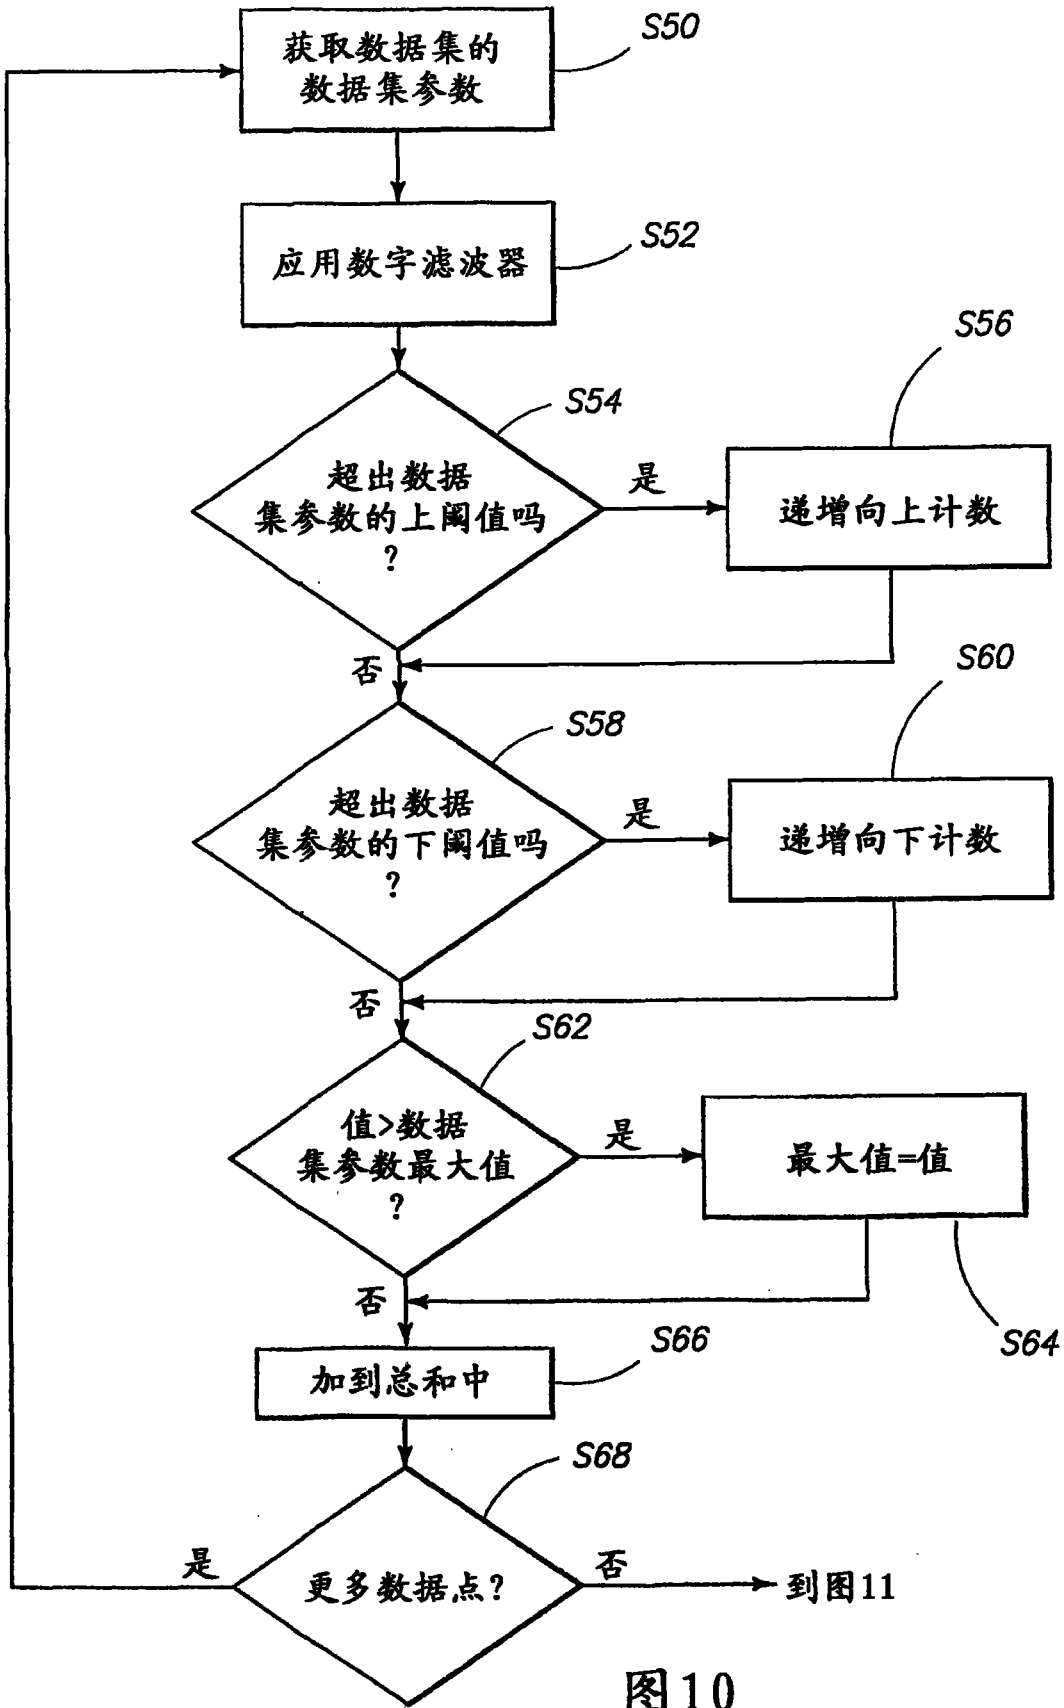 获取数据集的
数据集参数
S50
应用数字滤波器
S52
S54
超出数据
集参数的上阈值吗
?
是
S56
递增向上计数
否
S58
超出数据
集参数的下阈值吗
?
是
S60
递增向下计数
否
S62
值>数据
集参数最大值
?
是
最大值=值
S64
否
加到总和中
S66
S68
更多数据点?
是
否
到图11
图10